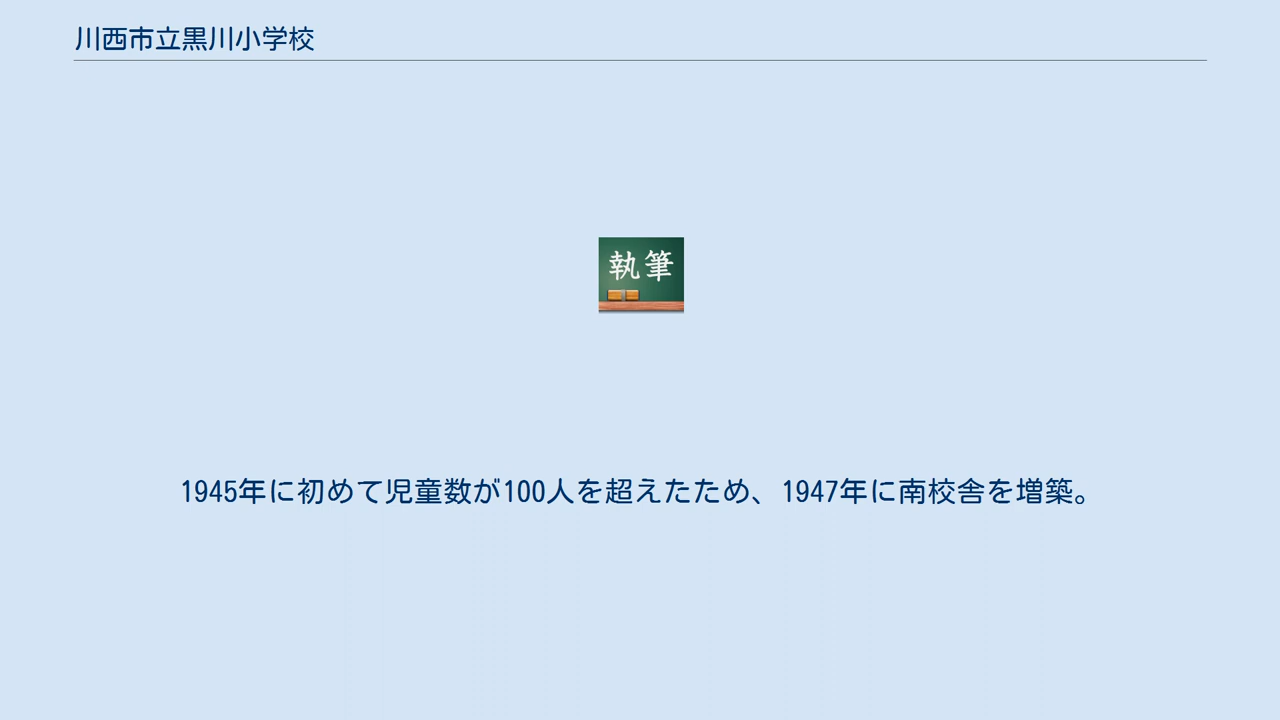 川西市立黒川小学校
執筆
1945年に初めて児童数が100人を超えたため、1947年に南校舎を増築。